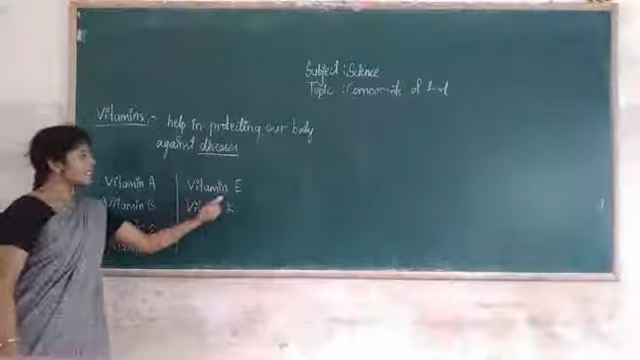 Subject : Science
Topic : Components of food
Vitamins :- help in protecting our body
against diseases
Vitamin A
Vitamin B
Vitamin E